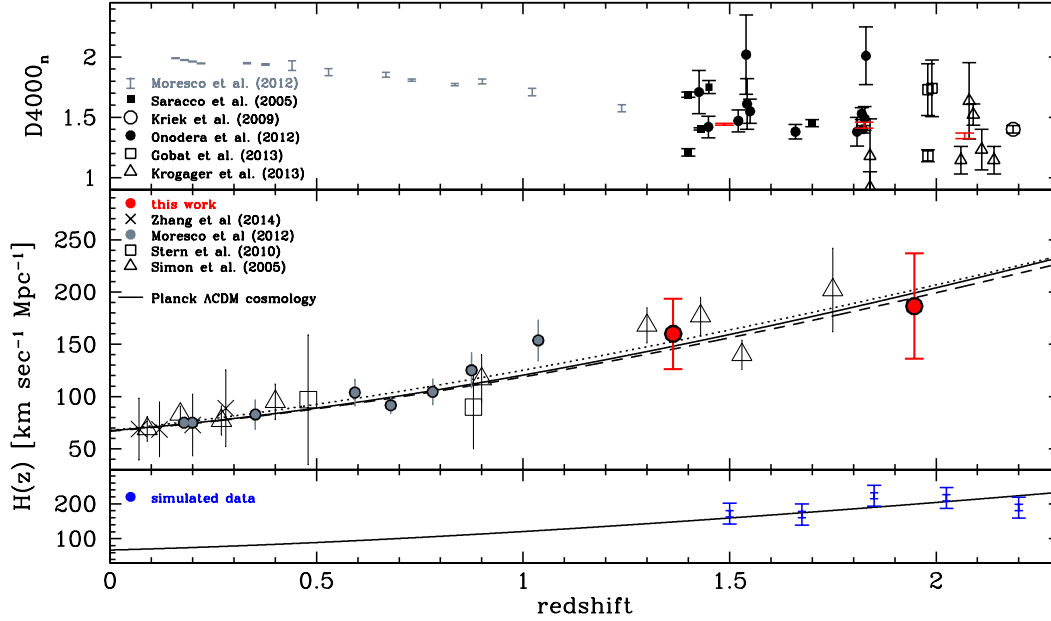 D4000n
2
1.5
1
Moresco et al. (2012)
Saracco et al. (2005)
Kriek et al. (2009)
Onodera et al. (2012)
Gobat et al. (2013)
Krogager et al. (2013)
H(z) [km sec⁻¹ Mpc⁻¹]
250
200
150
100
50
this work
Zhang et al (2014)
Moresco et al (2012)
Stern et al. (2010)
Simon et al. (2005)
Planck ΛCDM cosmology
200
100
simulated data
0 0.5 1 1.5 2
redshift